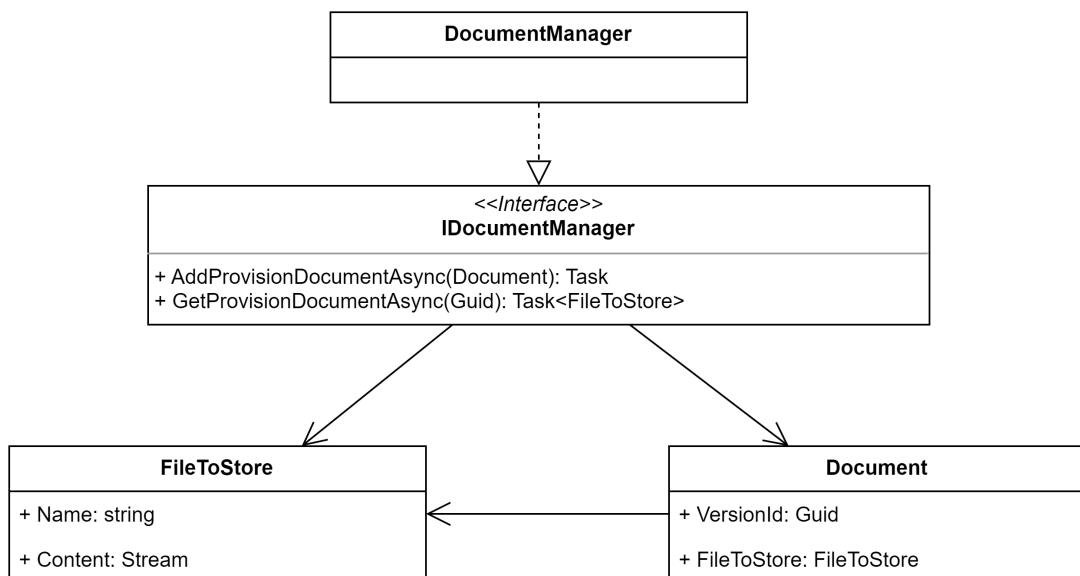 DocumentManager
<<Interface>>
IDocumentManager
+ AddProvisionDocumentAsync(Document): Task
+ GetProvisionDocumentAsync(Guid): Task<FileToStore>
FileToStore
+ Name: string
+ Content: Stream
Document
+ VersionId: Guid
+ FileToStore: FileToStore